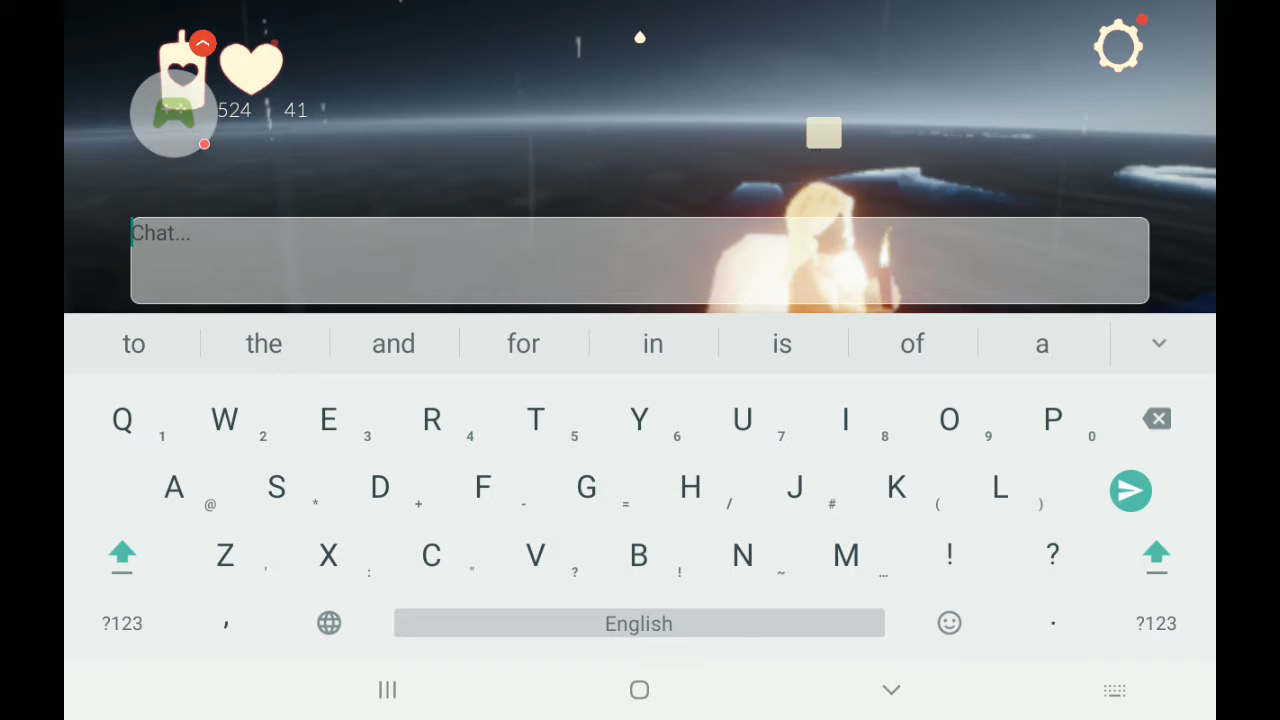 524 41
...
Chat...
to the and for in is of a
Q 1 W 2 E 3 R 4 T 5 Y 6 U 7 I 8 O 9 P 0
A @ S * D + F - G = H / J # K ( L )
Z ' X : C " V ? B ! N ~ M … ! ?
?123 , English . ?123